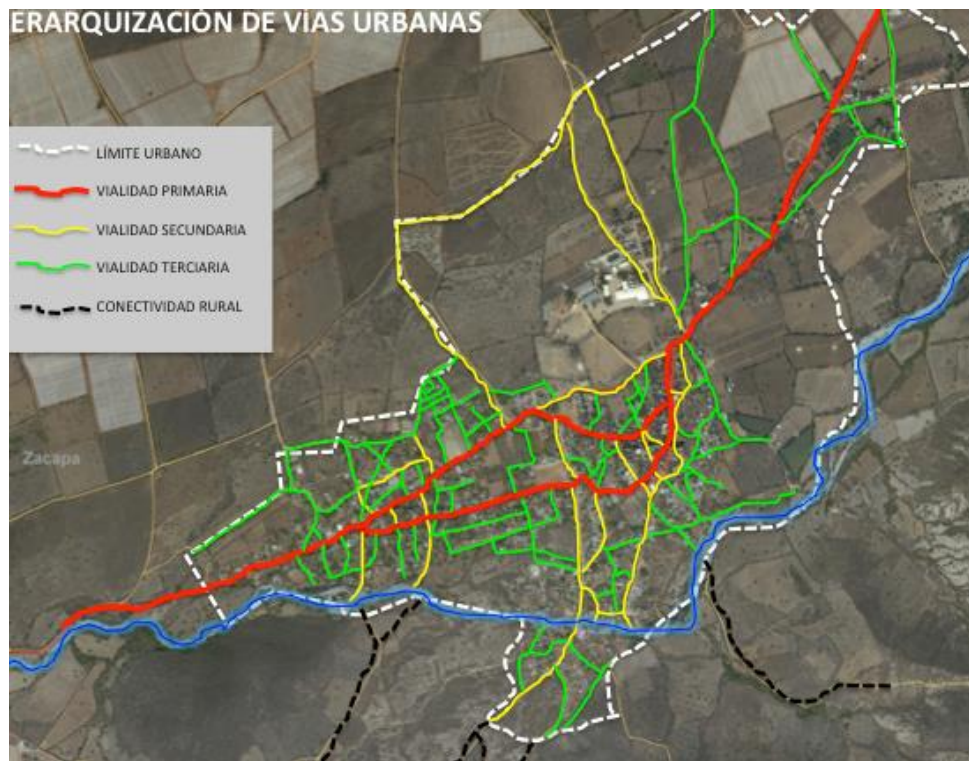 ERARQUIZACIÓN DE VÍAS URBANAS
LÍMITE URBANO
VIALIDAD PRIMARIA
VIALIDAD SECUNDARIA
VIALIDAD TERCIARIA
CONECTIVIDAD RURAL
Zacapa